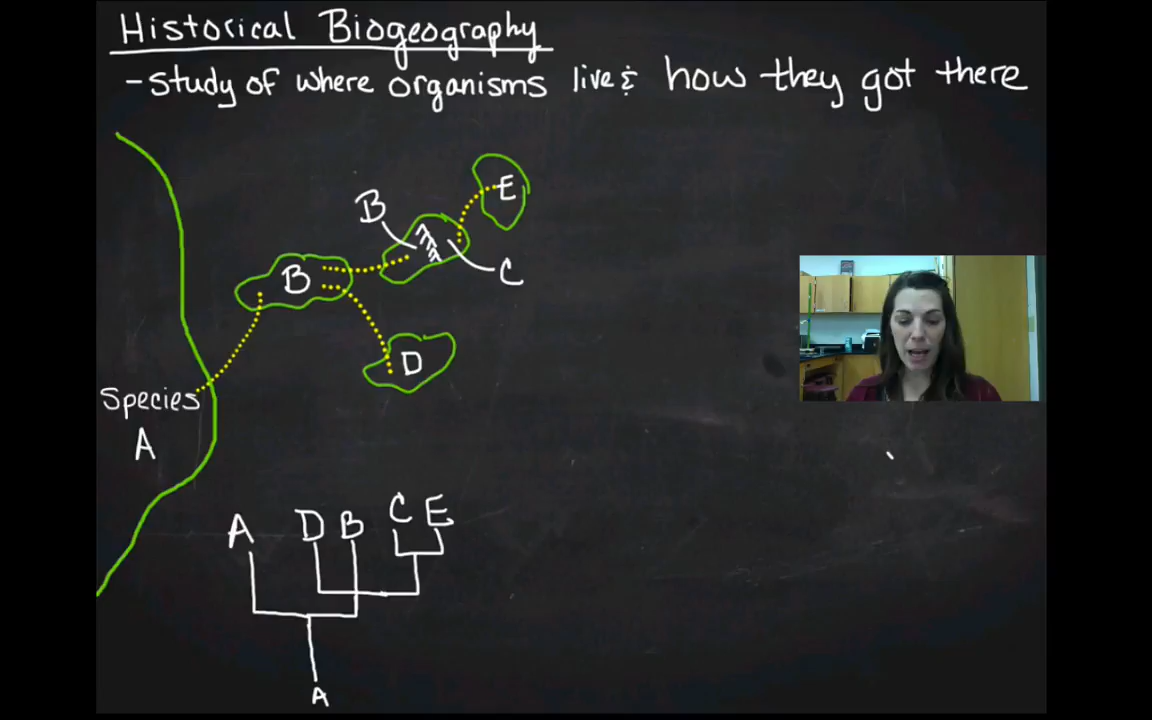 Historical Biogeography
- Study of where organisms live & how they got there
E
B
B
C
D
Species
A
A D B C E
A